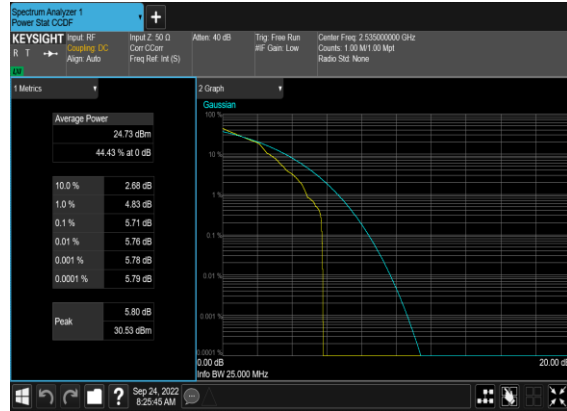 Spectrum Analyzer 1
Power Stat CCDF
KEYSIGHT
R T
Input: RF
Coupling: DC
Align: Auto
Input Z: 50 Ω
Corr CCorr
Freq Ref: Int (S)
Atten: 40 dB
Trig: Free Run
#IF Gain: Low
Center Freq: 2.535000000 GHz
Counts: 1.00 M/1.00 Mpt
Radio Std: None
1 Metrics
Average Power
24.73 dBm
44.43 % at 0 dB
10.0 % 2.68 dB
1.0 % 4.83 dB
0.1 % 5.71 dB
0.01 % 5.76 dB
0.001 % 5.78 dB
0.0001 % 5.79 dB
Peak
5.80 dB
30.53 dBm
2 Graph
Gaussian
100 %
10 %
1 %
0.1 %
0.01 %
0.001 %
0.0001 %
0.00 dB
20.00 dB
Info BW 25.000 MHz
Sep 24, 2022
8:25:45 AM